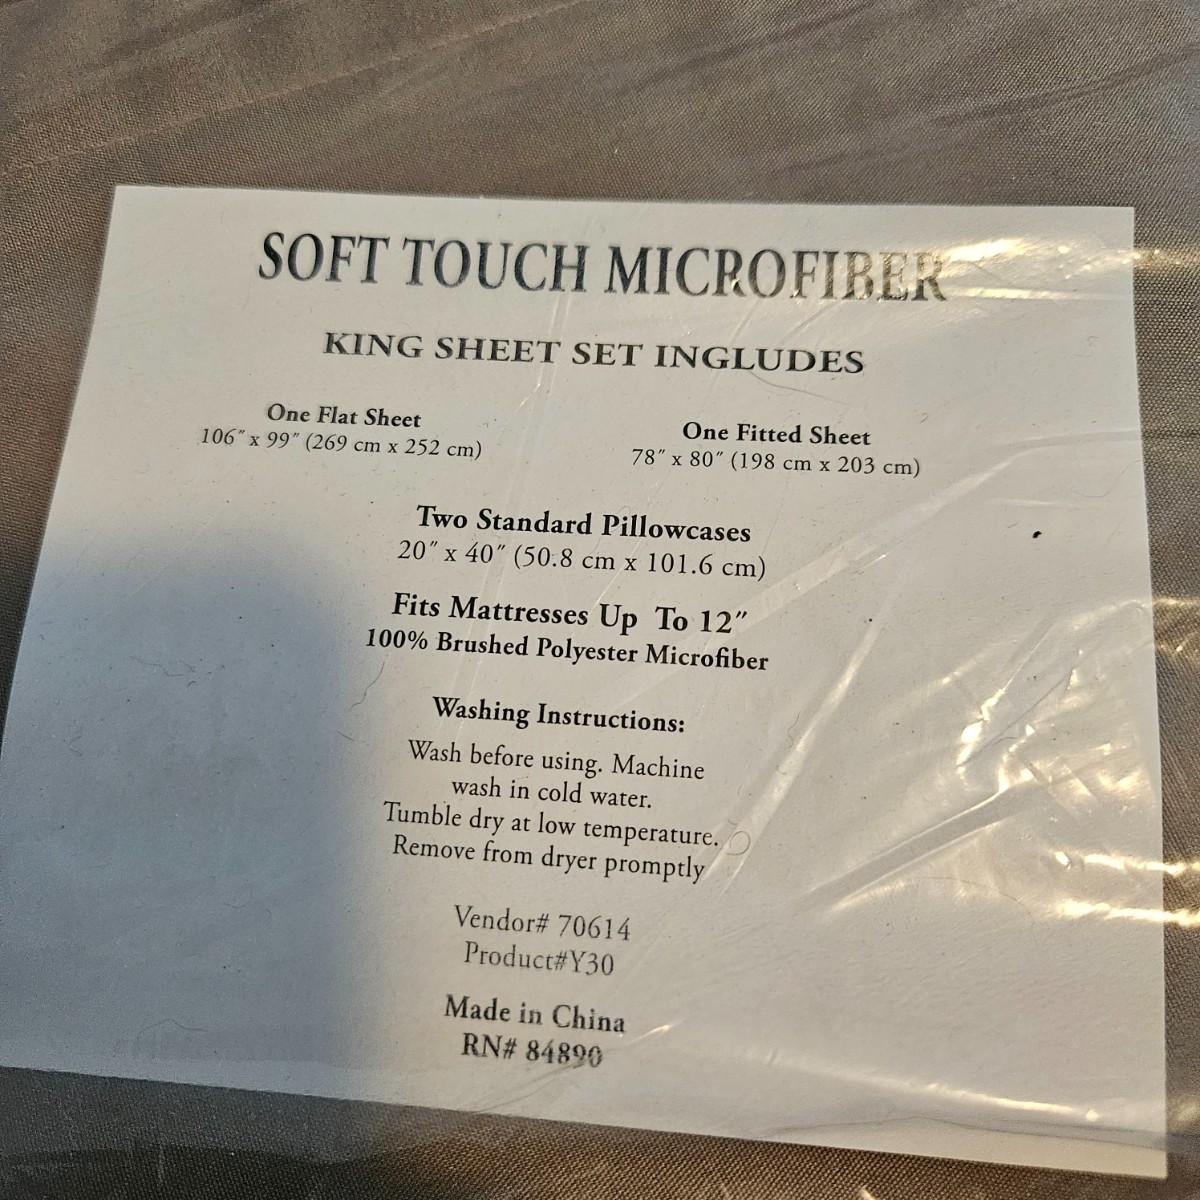 SOFT TOUCH MICROFIBER
KING SHEET SET INGLUDES
One Flat Sheet
106″ x 99″ (269 cm x 252 cm)
One Fitted Sheet
78″ x 80″ (198 cm x 203 cm)
Two Standard Pillowcases
20″ x 40″ (50.8 cm x 101.6 cm)
Fits Mattresses Up To 12″
100% Brushed Polyester Microfiber
Washing Instructions:
Wash before using. Machine
wash in cold water.
Tumble dry at low temperature.
Remove from dryer promptly
Vendor# 70614
Product#Y30
Made in China
RN# 84890